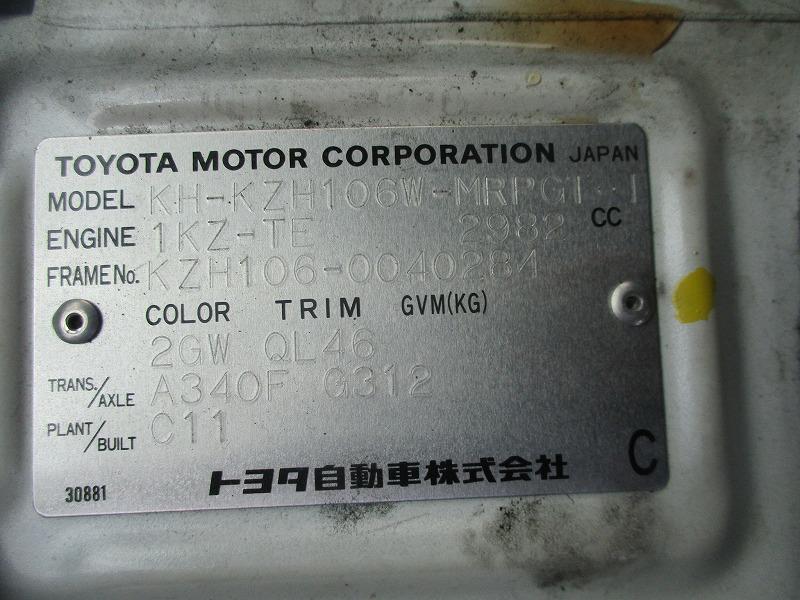 TOYOTA MOTOR CORPORATION JAPAN
MODEL KH-KZH106W-MRPGT
ENGINE 1KZ-TE 2982 CC
FRAME No. KZH106-0040284
COLOR TRIM GVM(KG)
2GW QL46
TRANS./AXLE A340F G312
PLANT/BUILT C11
30881 トヨタ自動車株式会社 C